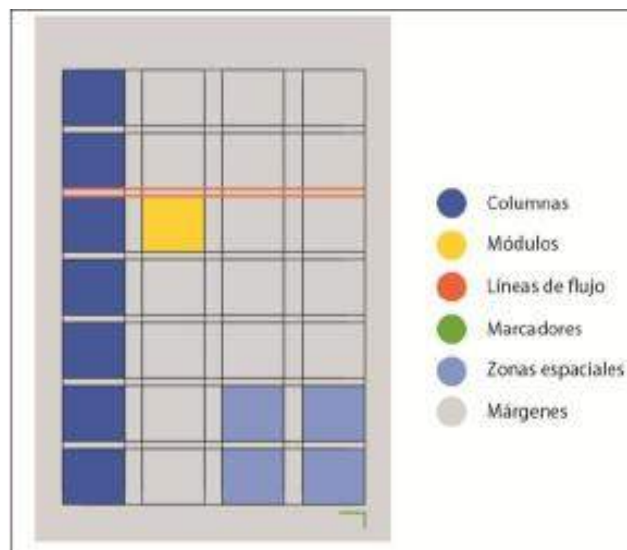 Columnas
Módulos
Líneas de flujo
Marcadores
Zonas espaciales
Márgenes